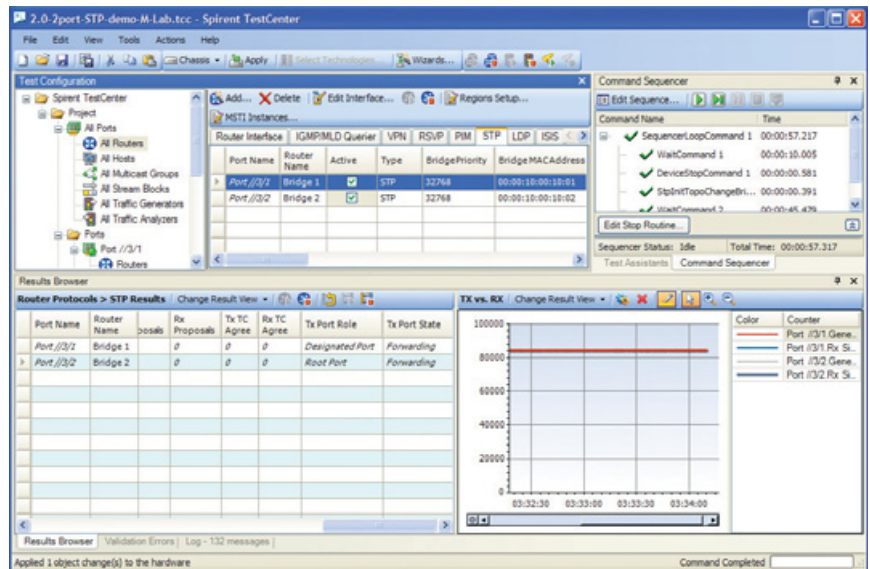 2.0-2port-STP-demo-M-Lab.tcc - Spirent TestCenter
File Edit View Tools Actions Help
Chassis Apply Select Technologies... Wizards...
Test Configuration
Spirent TestCenter
Project
All Ports
All Routers
All Hosts
All Multicast Groups
All Stream Blocks
All Traffic Generators
All Traffic Analyzers
Ports
Port //3/1
Routers
Add... Delete Edit Interface... Regions Setup...
MSTI Instances...
Router Interface IGMP/MLD Querier VPN RSVP PIM STP LDP ISIS
Port Name Router Name Active Type BridgePriority BridgeMACAddress
Port //3/1 Bridge 1 STP 32768 00:00:10:00:10:01
Port //3/2 Bridge 2 STP 32768 00:00:10:00:10:02
Command Sequencer
Edit Sequence...
Command Name Time
SequencerLoopCommand 1 00:00:57.217
WaitCommand 1 00:00:10.005
DeviceStopCommand 1 00:00:00.581
StpInitTopoChangeBri... 00:00:00.391
WaitCommand 2 00:00:45.479
Edit Stop Routine...
Sequencer Status: Idle Total Time: 00:00:57.317
Test Assistants Command Sequencer
Results Browser
Router Protocols > STP Results Change Result View
Port Name Router Name posals Rx Proposals Tx TC Agree Rx TC Agree Tx Port Role Tx Port State
Port //3/1 Bridge 1 0 0 0 Designated Port Forwarding
Port //3/2 Bridge 2 0 0 0 Root Port Forwarding
TX vs. RX Change Result View
100000
80000
60000
40000
20000
0
03:32:30 03:33:00 03:33:30 03:34:00
Color Counter
Port //3/1 Gene..
Port //3/1 Rx Si..
Port //3/2 Gene..
Port //3/2 Rx Si..
Results Browser Validation Errors Log - 132 messages
Applied 1 object change(s) to the hardware
Command Completed